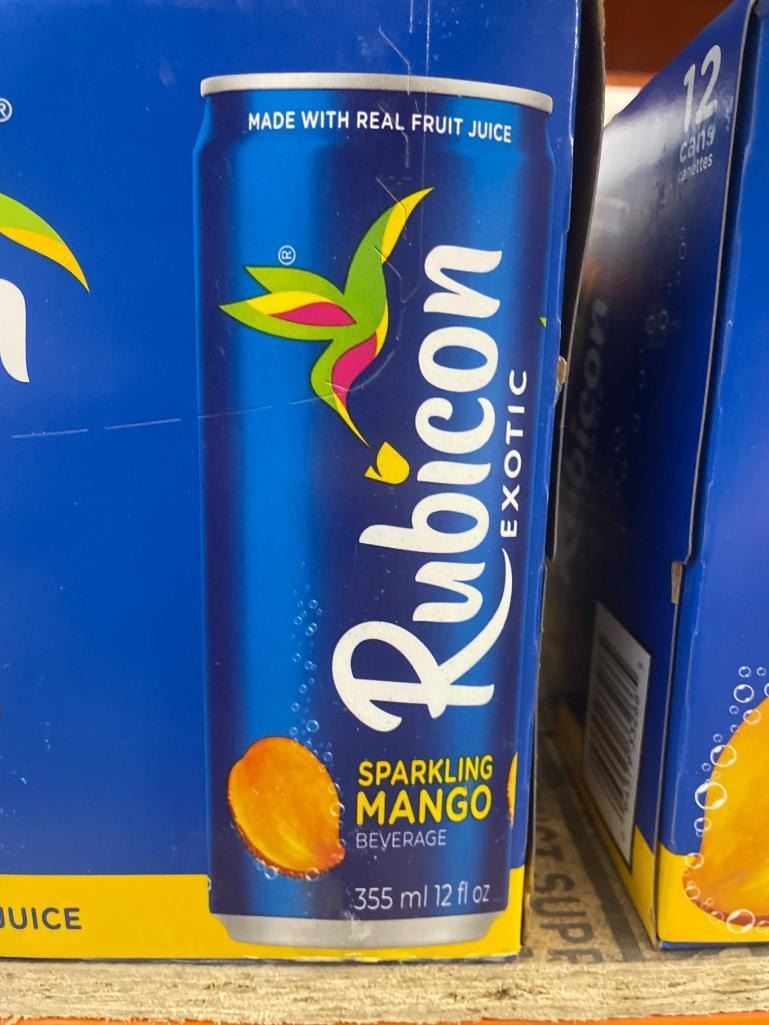 ®
MADE WITH REAL FRUIT JUICE
®
Rubicon
EXOTIC
SPARKLING
MANGO
BEVERAGE
355 ml 12 fl oz
JUICE
12
cans
canettes
Rubicon